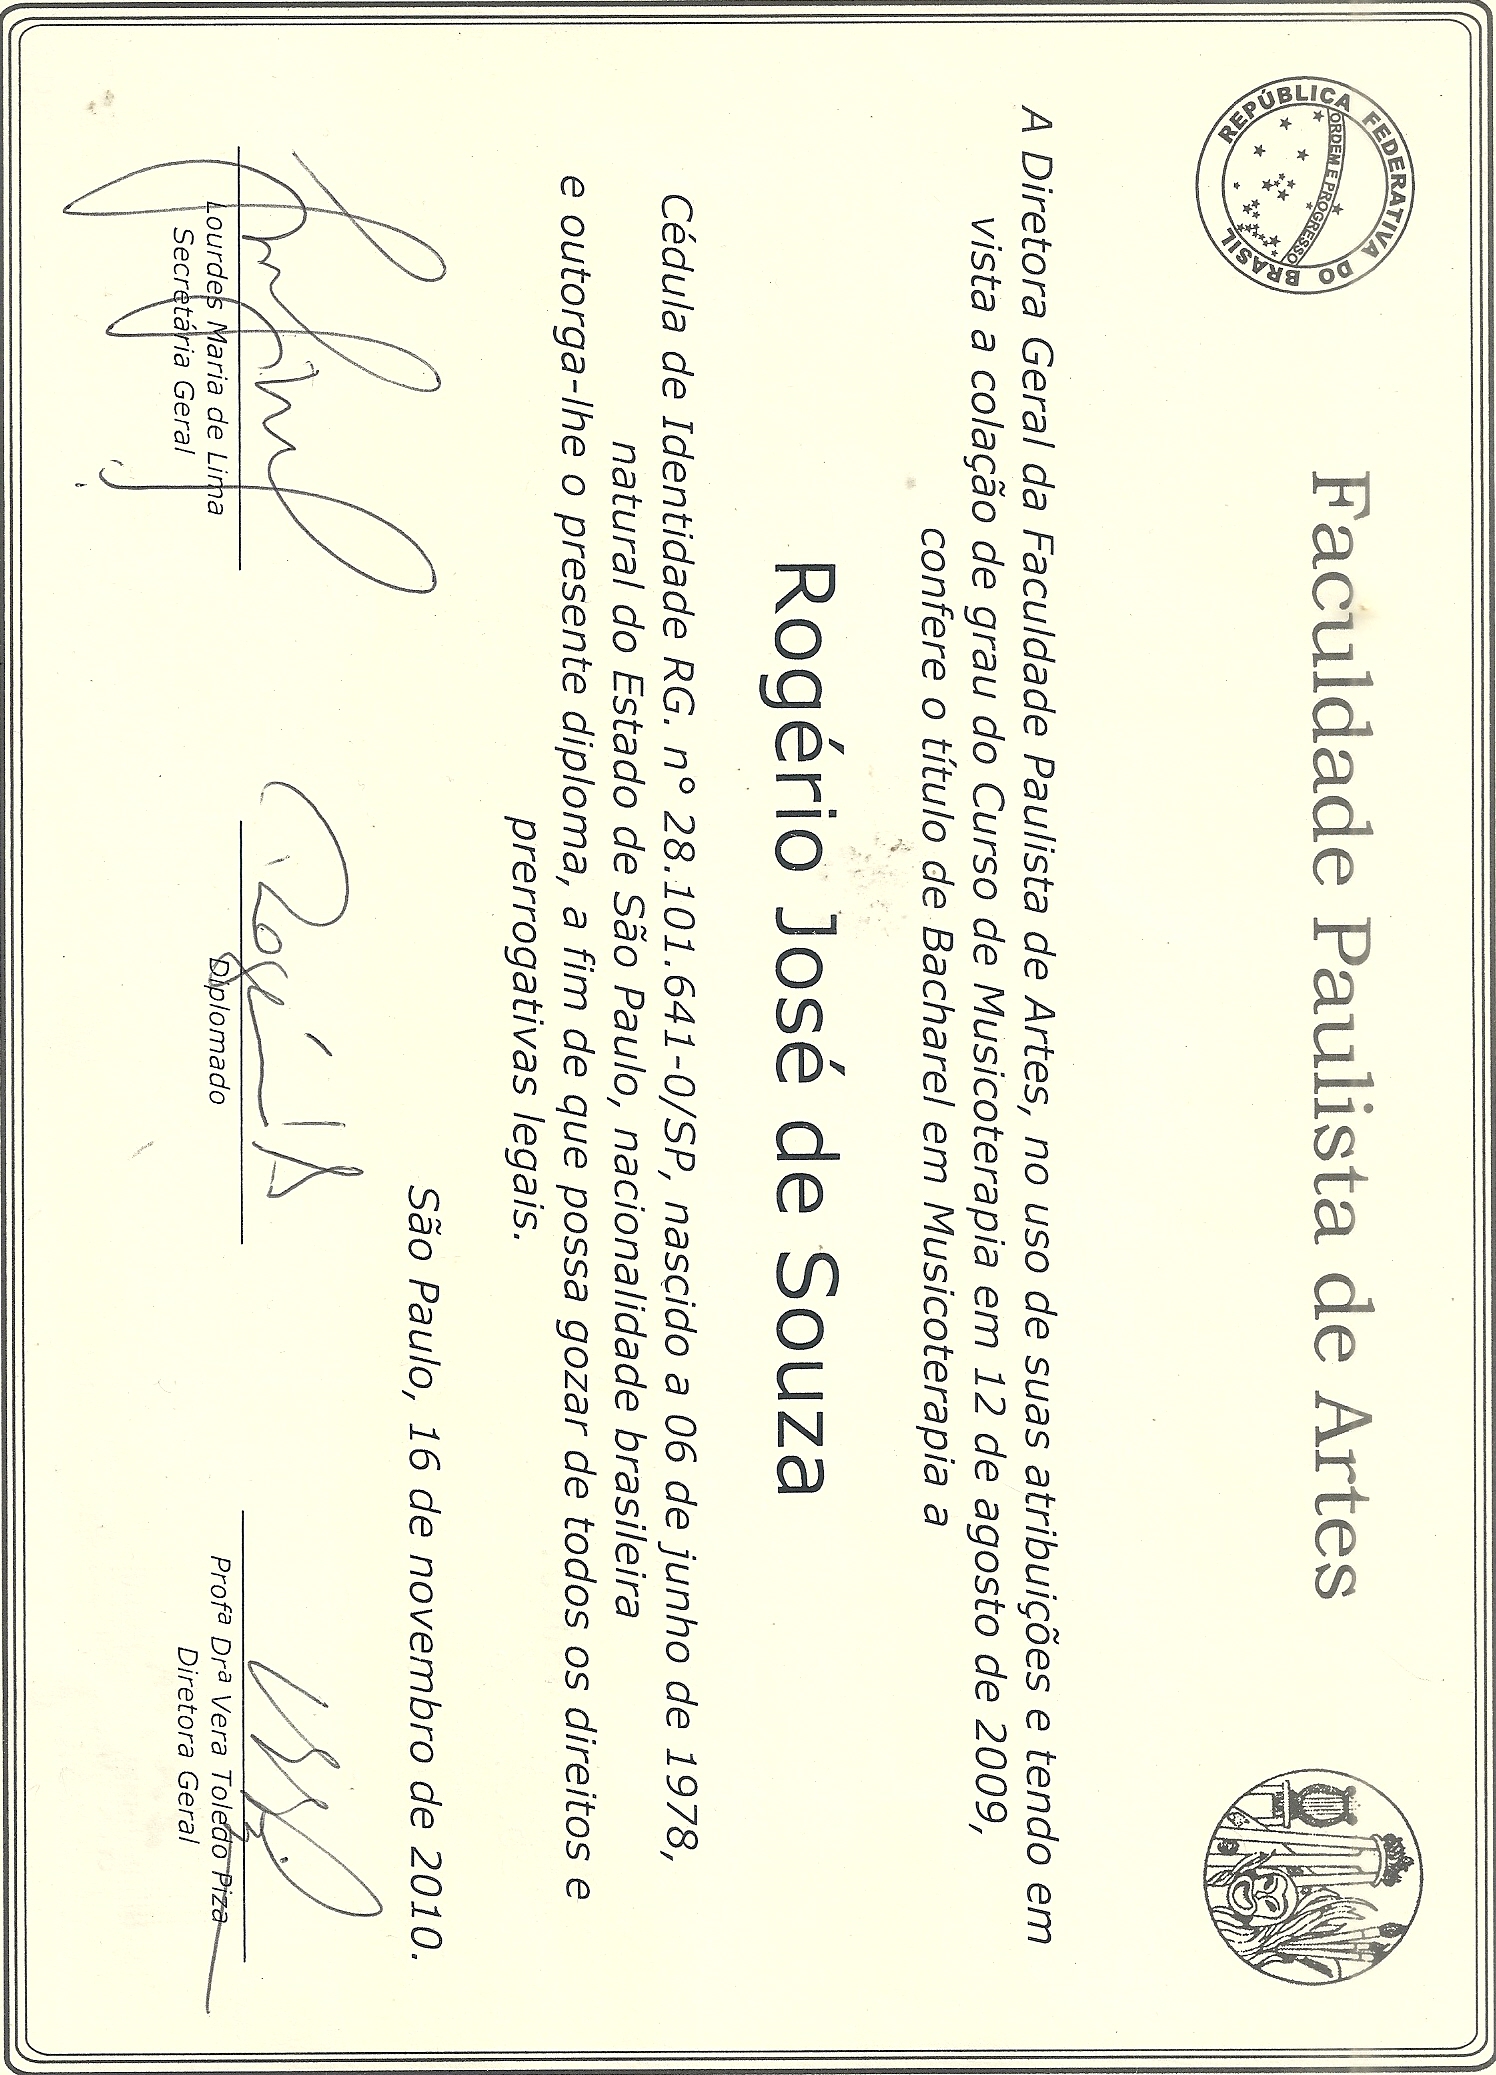 Faculdade Paulista de Artes
REPÚBLICA FEDERATIVA DO BRASIL
ORDEM E PROGRESSO
A Diretora Geral da Faculdade Paulista de Artes, no uso de suas atribuições e tendo em
vista a colação de grau do Curso de Musicoterapia em 12 de agosto de 2009,
confere o título de Bacharel em Musicoterapia a
Rogério José de Souza
Cédula de Identidade RG. nº 28.101.641-0/SP, nascido a 06 de junho de 1978,
natural do Estado de São Paulo, nacionalidade brasileira
e outorga-lhe o presente diploma, a fim de que possa gozar de todos os direitos e
prerrogativas legais.
São Paulo, 16 de novembro de 2010.
Lourdes Maria de Lima
Secretária Geral
Diplomado
Profª Drª Vera Toledo Piza
Diretora Geral